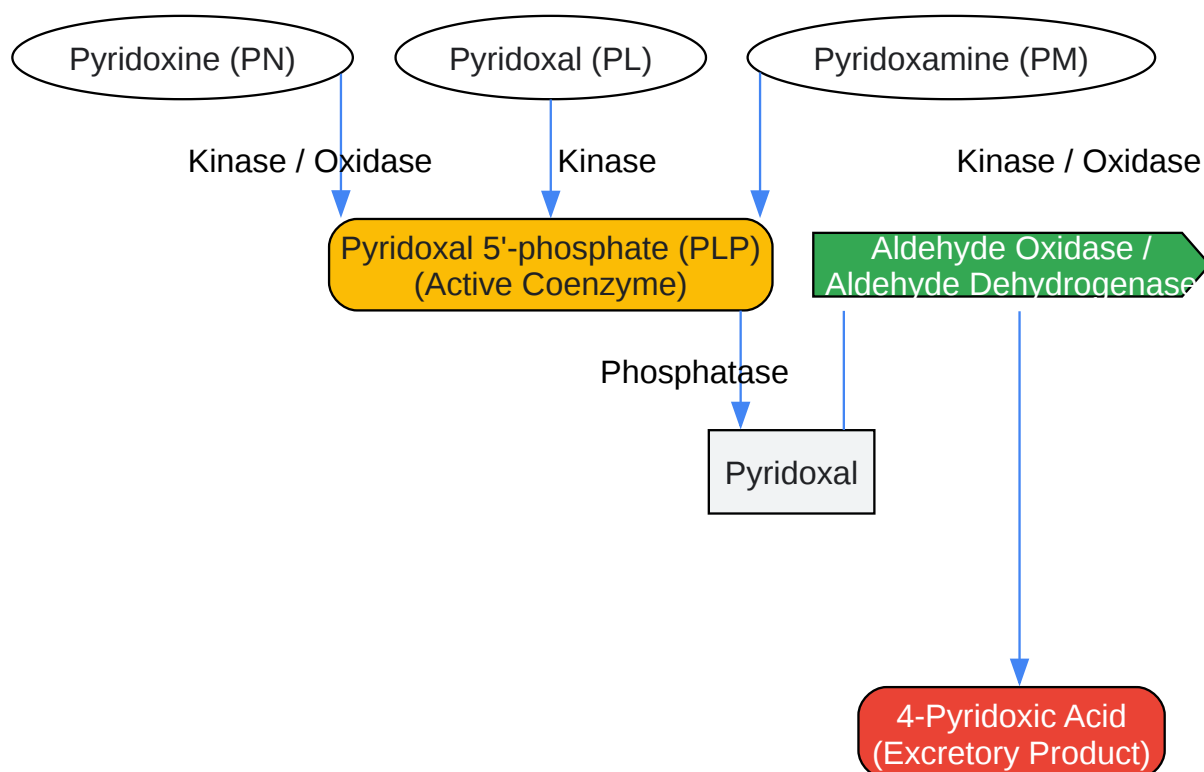 Pyridoxine (PN)
Pyridoxal (PL)
Pyridoxamine (PM)
Kinase / Oxidase
Kinase
Kinase / Oxidase
Pyridoxal 5'-phosphate (PLP)
(Active Coenzyme)
Aldehyde Oxidase /
Aldehyde Dehydrogenase
Phosphatase
Pyridoxal
4-Pyridoxic Acid
(Excretory Product)